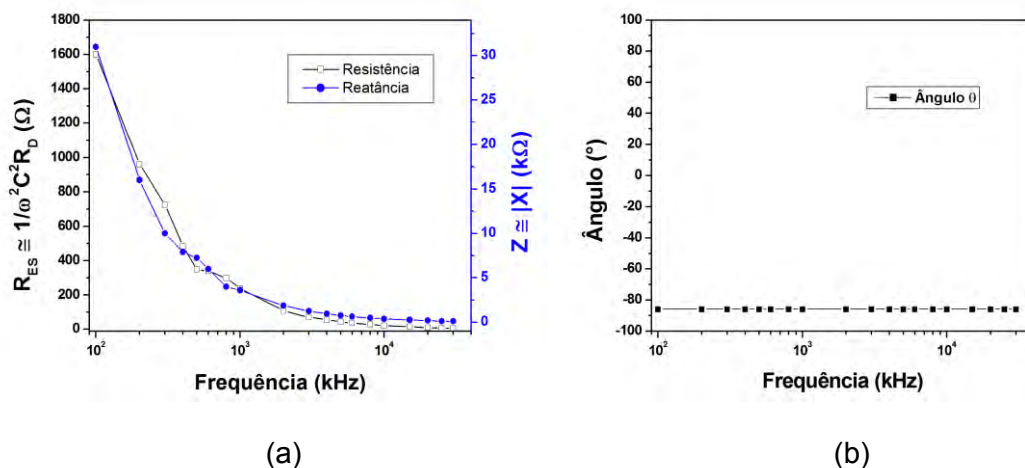 1800
1600
1400
1200
1000
800
600
400
200
0
R_ES ≅ 1/ω²C²R_D (Ω)
Resistência
Reatância
30
25
20
15
10
5
0
Z ≅ |X| (kΩ)
10² 10³ 10⁴
Frequência (kHz)
(a)
100
80
60
40
20
0
-20
-40
-60
-80
-100
Ângulo (°)
Ângulo θ
10² 10³ 10⁴
Frequência (kHz)
(b)